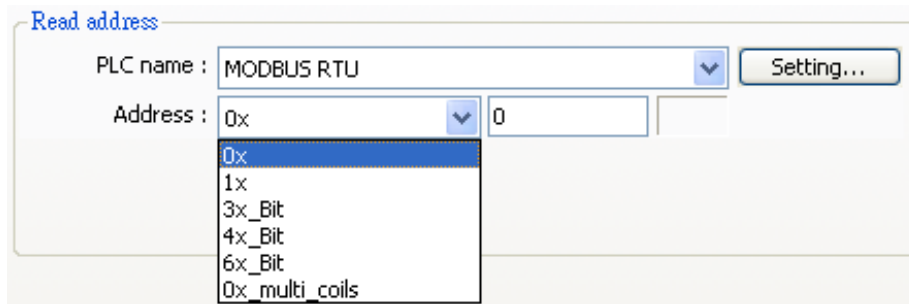 Read address
PLC name : MODBUS RTU Setting...
Address : 0x 0
0x
1x
3x_Bit
4x_Bit
6x_Bit
0x_multi_coils